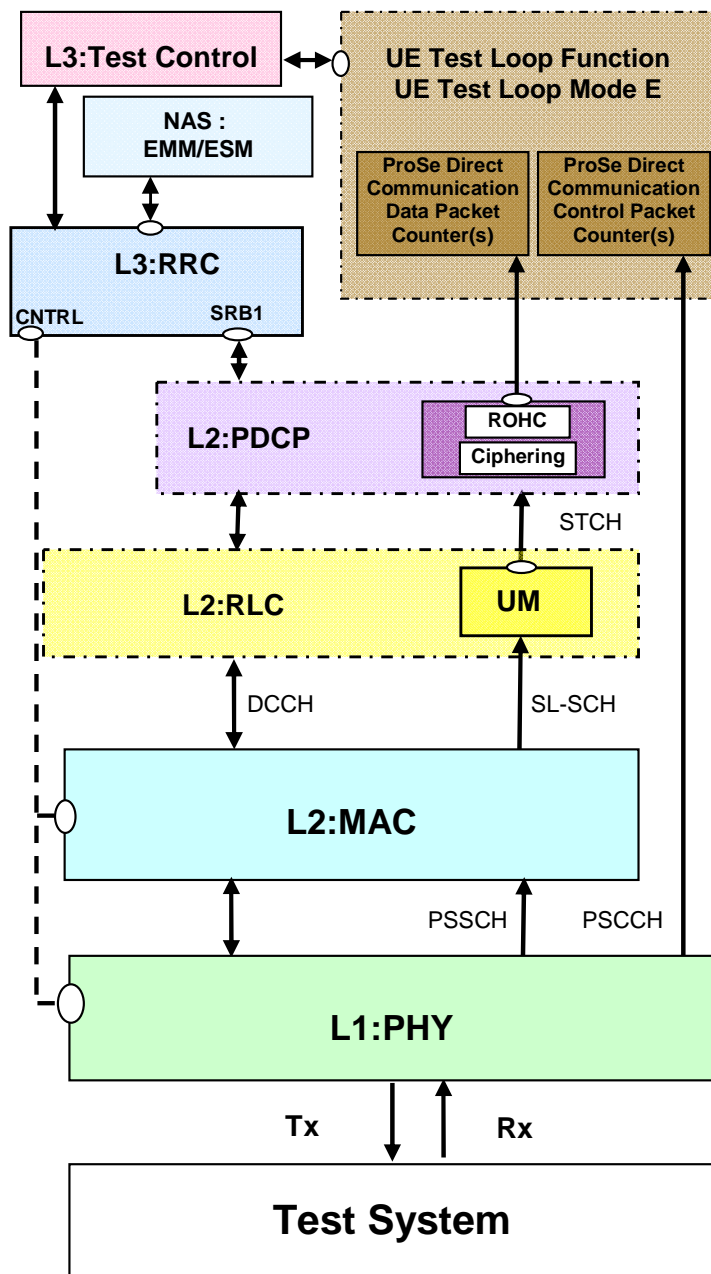 L3:Test Control
UE Test Loop Function
UE Test Loop Mode E
NAS :
EMM/ESM
ProSe Direct
Communication
Data Packet
Counter(s)
ProSe Direct
Communication
Control Packet
Counter(s)
L3:RRC
CNTRL
SRB1
L2:PDCP
ROHC
Ciphering
STCH
L2:RLC
UM
DCCH
SL-SCH
L2:MAC
PSSCH
PSCCH
L1:PHY
Tx
Rx
Test System